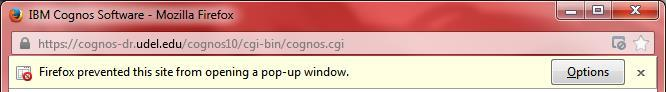 IBM Cognos Software - Mozilla Firefox
https://cognos-dr.udel.edu/cognos10/cgi-bin/cognos.cgi
Firefox prevented this site from opening a pop-up window. Options ×